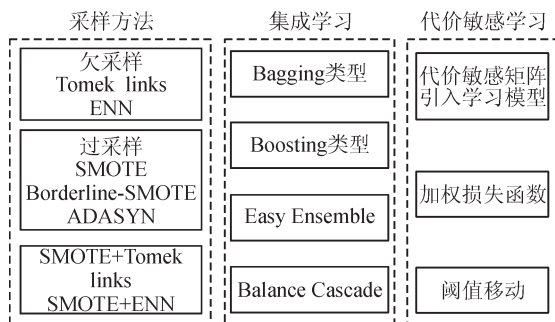 采样方法
欠采样
Tomek links
ENN
过采样
SMOTE
Borderline-SMOTE
ADASYN
SMOTE+Tomek
links
SMOTE+ENN
集成学习
Bagging类型
Boosting类型
Easy Ensemble
Balance Cascade
代价敏感学习
代价敏感矩阵
引入学习模型
加权损失函数
阈值移动